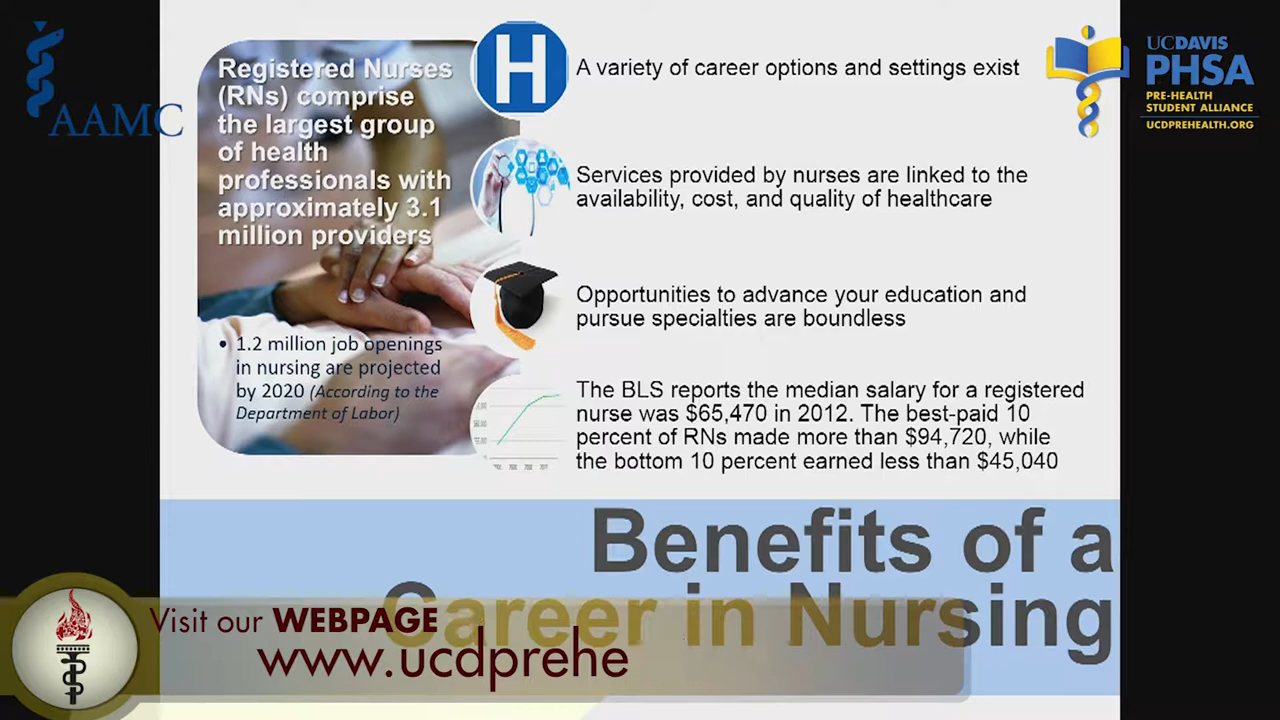 AAMC
Registered Nurses
(RNs) comprise
the largest group
of health
professionals with
approximately 3.1
million providers
• 1.2 million job openings
in nursing are projected
by 2020 (According to the
Department of Labor)
H
A variety of career options and settings exist
Services provided by nurses are linked to the
availability, cost, and quality of healthcare
Opportunities to advance your education and
pursue specialties are boundless
The BLS reports the median salary for a registered
nurse was $65,470 in 2012. The best-paid 10
percent of RNs made more than $94,720, while
the bottom 10 percent earned less than $45,040
UCDAVIS
PHSA
PRE-HEALTH
STUDENT ALLIANCE
UCDPREHEALTH.ORG
Benefits of a
Career in Nursing
Visit our WEBPAGE
www.ucdprehe